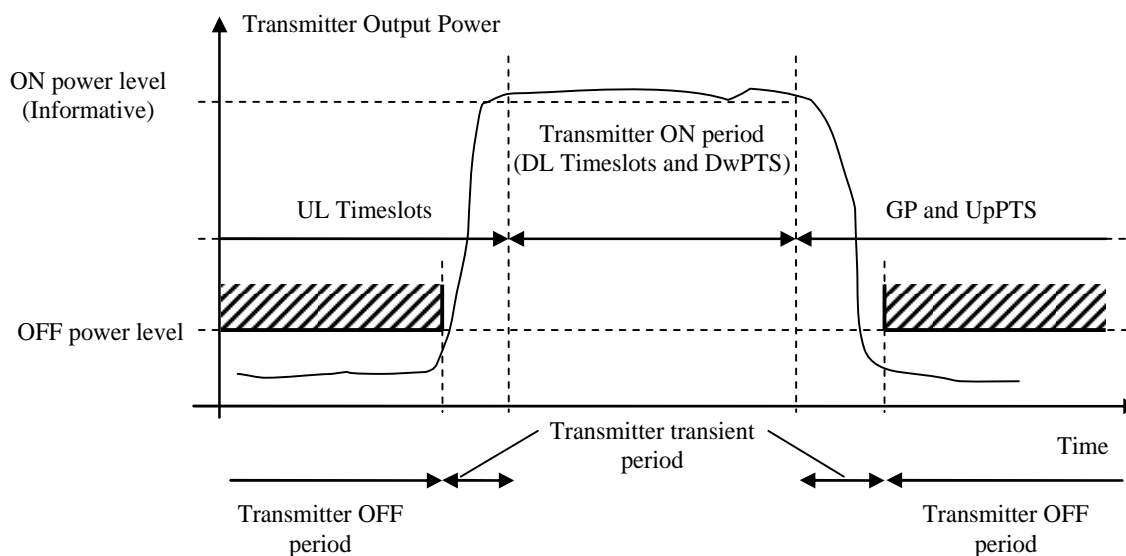 Transmitter Output Power
ON power level
(Informative)
Transmitter ON period
(DL Timeslots and DwPTS)
UL Timeslots
GP and UpPTS
OFF power level
Transmitter transient
period
Time
Transmitter OFF
period
Transmitter OFF
period